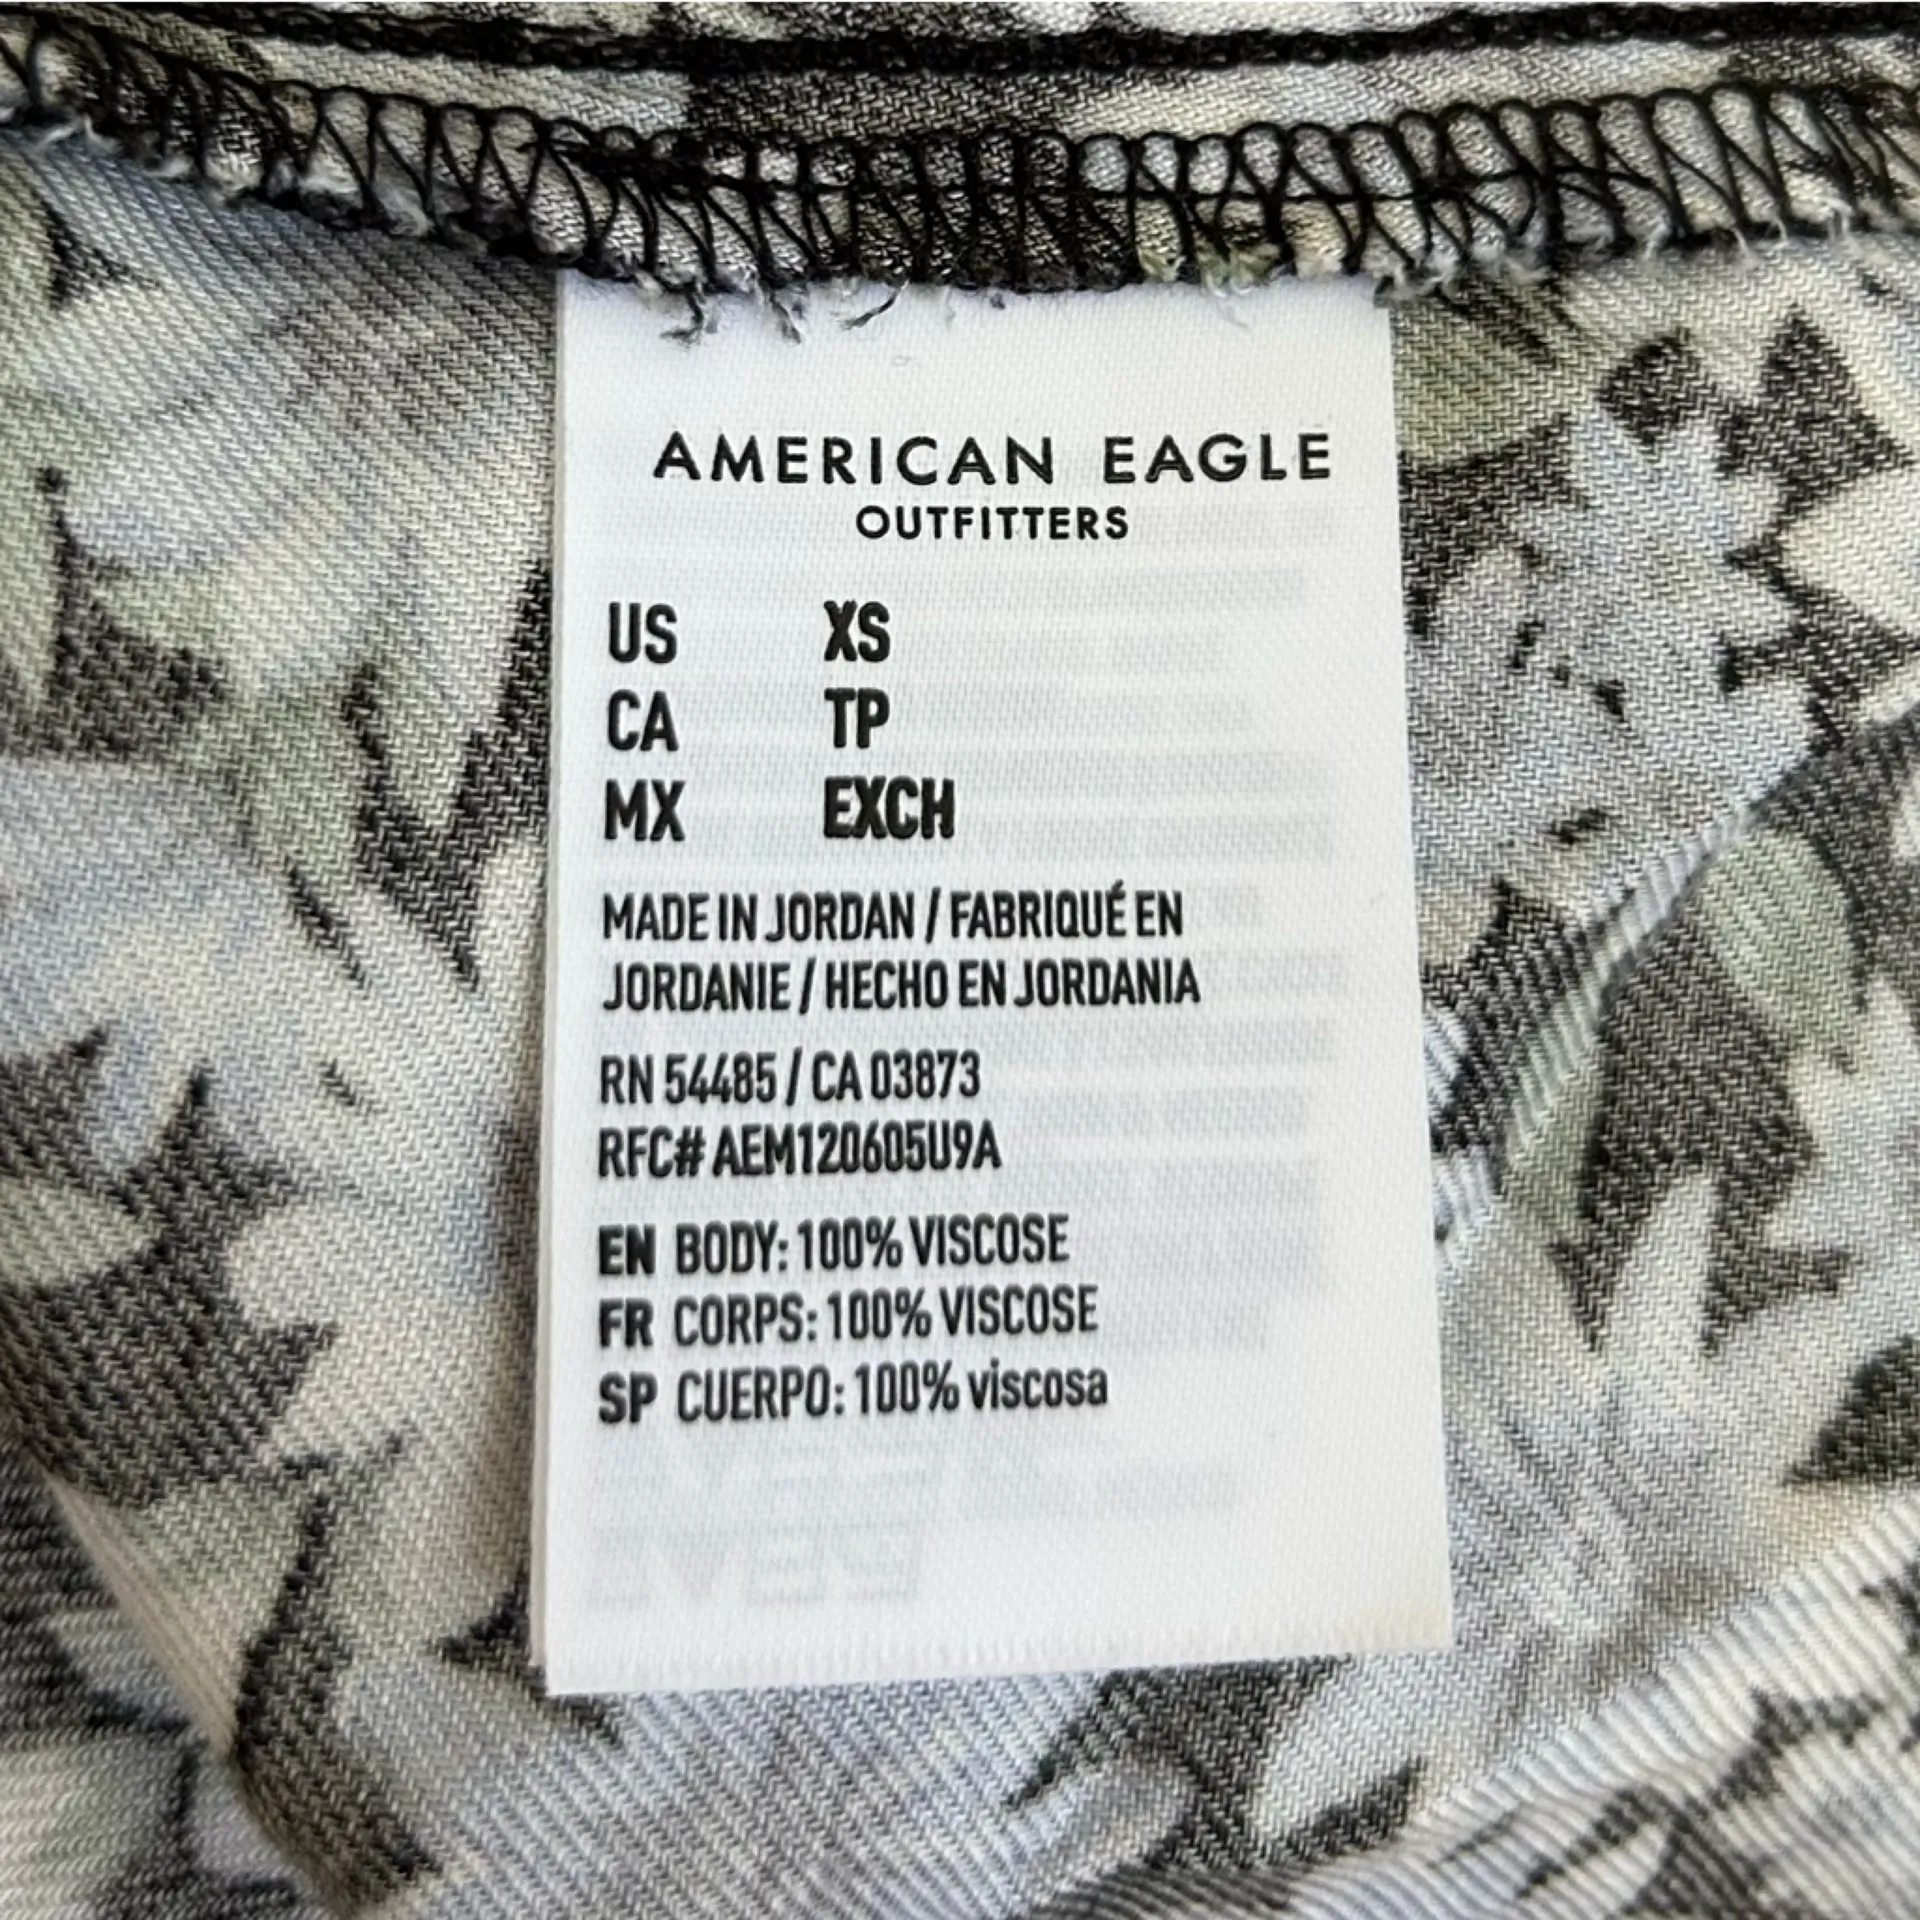 AMERICAN EAGLE
OUTFITTERS
US XS
CA TP
MX EXCH
MADE IN JORDAN / FABRIQUÉ EN
JORDANIE / HECHO EN JORDANIA
RN 54485 / CA 03873
RFC# AEM120605U9A
EN BODY: 100% VISCOSE
FR CORPS: 100% VISCOSE
SP CUERPO: 100% viscosa